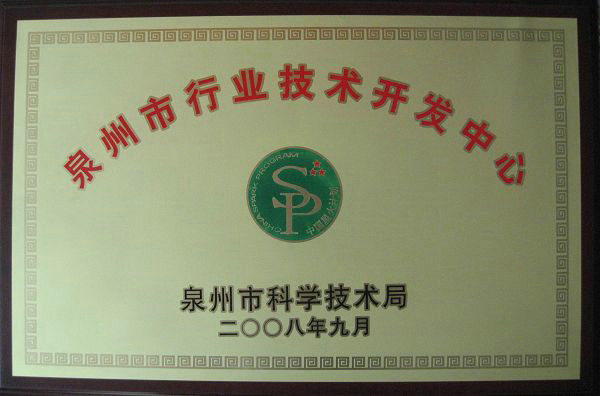 泉州市行业技术开发中心
CHINA SPARK PROGRAM
SP
中国星火计划
泉州市科学技术局
二〇〇八年九月